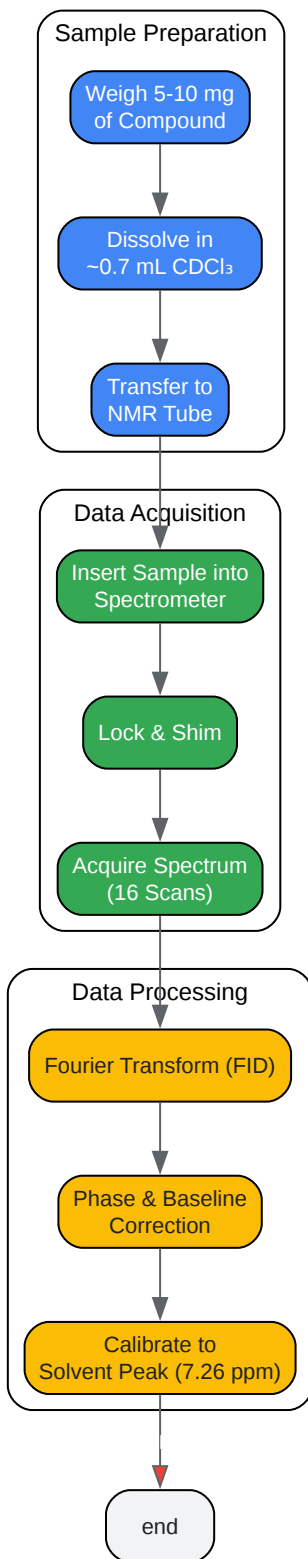 Sample Preparation
Weigh 5-10 mg
of Compound
Dissolve in
~0.7 mL CDCl₃
Transfer to
NMR Tube
Data Acquisition
Insert Sample into
Spectrometer
Lock & Shim
Acquire Spectrum
(16 Scans)
Data Processing
Fourier Transform (FID)
Phase & Baseline
Correction
Calibrate to
Solvent Peak (7.26 ppm)
end